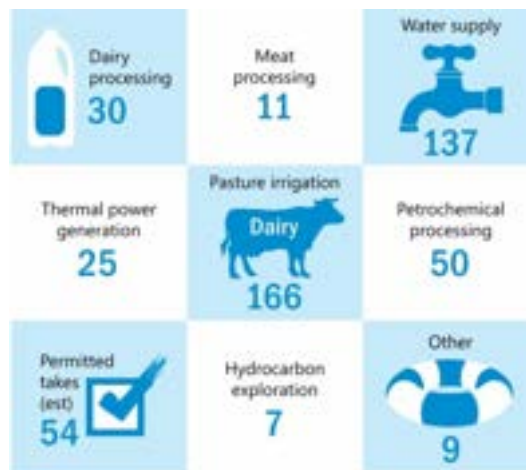 Dairy
processing
30
Meat
processing
11
Water supply
137
Thermal power
generation
25
Pasture irrigation
Dairy
166
Petrochemical
processing
50
Permitted
takes
(est)
54
Hydrocarbon
exploration
7
Other
9